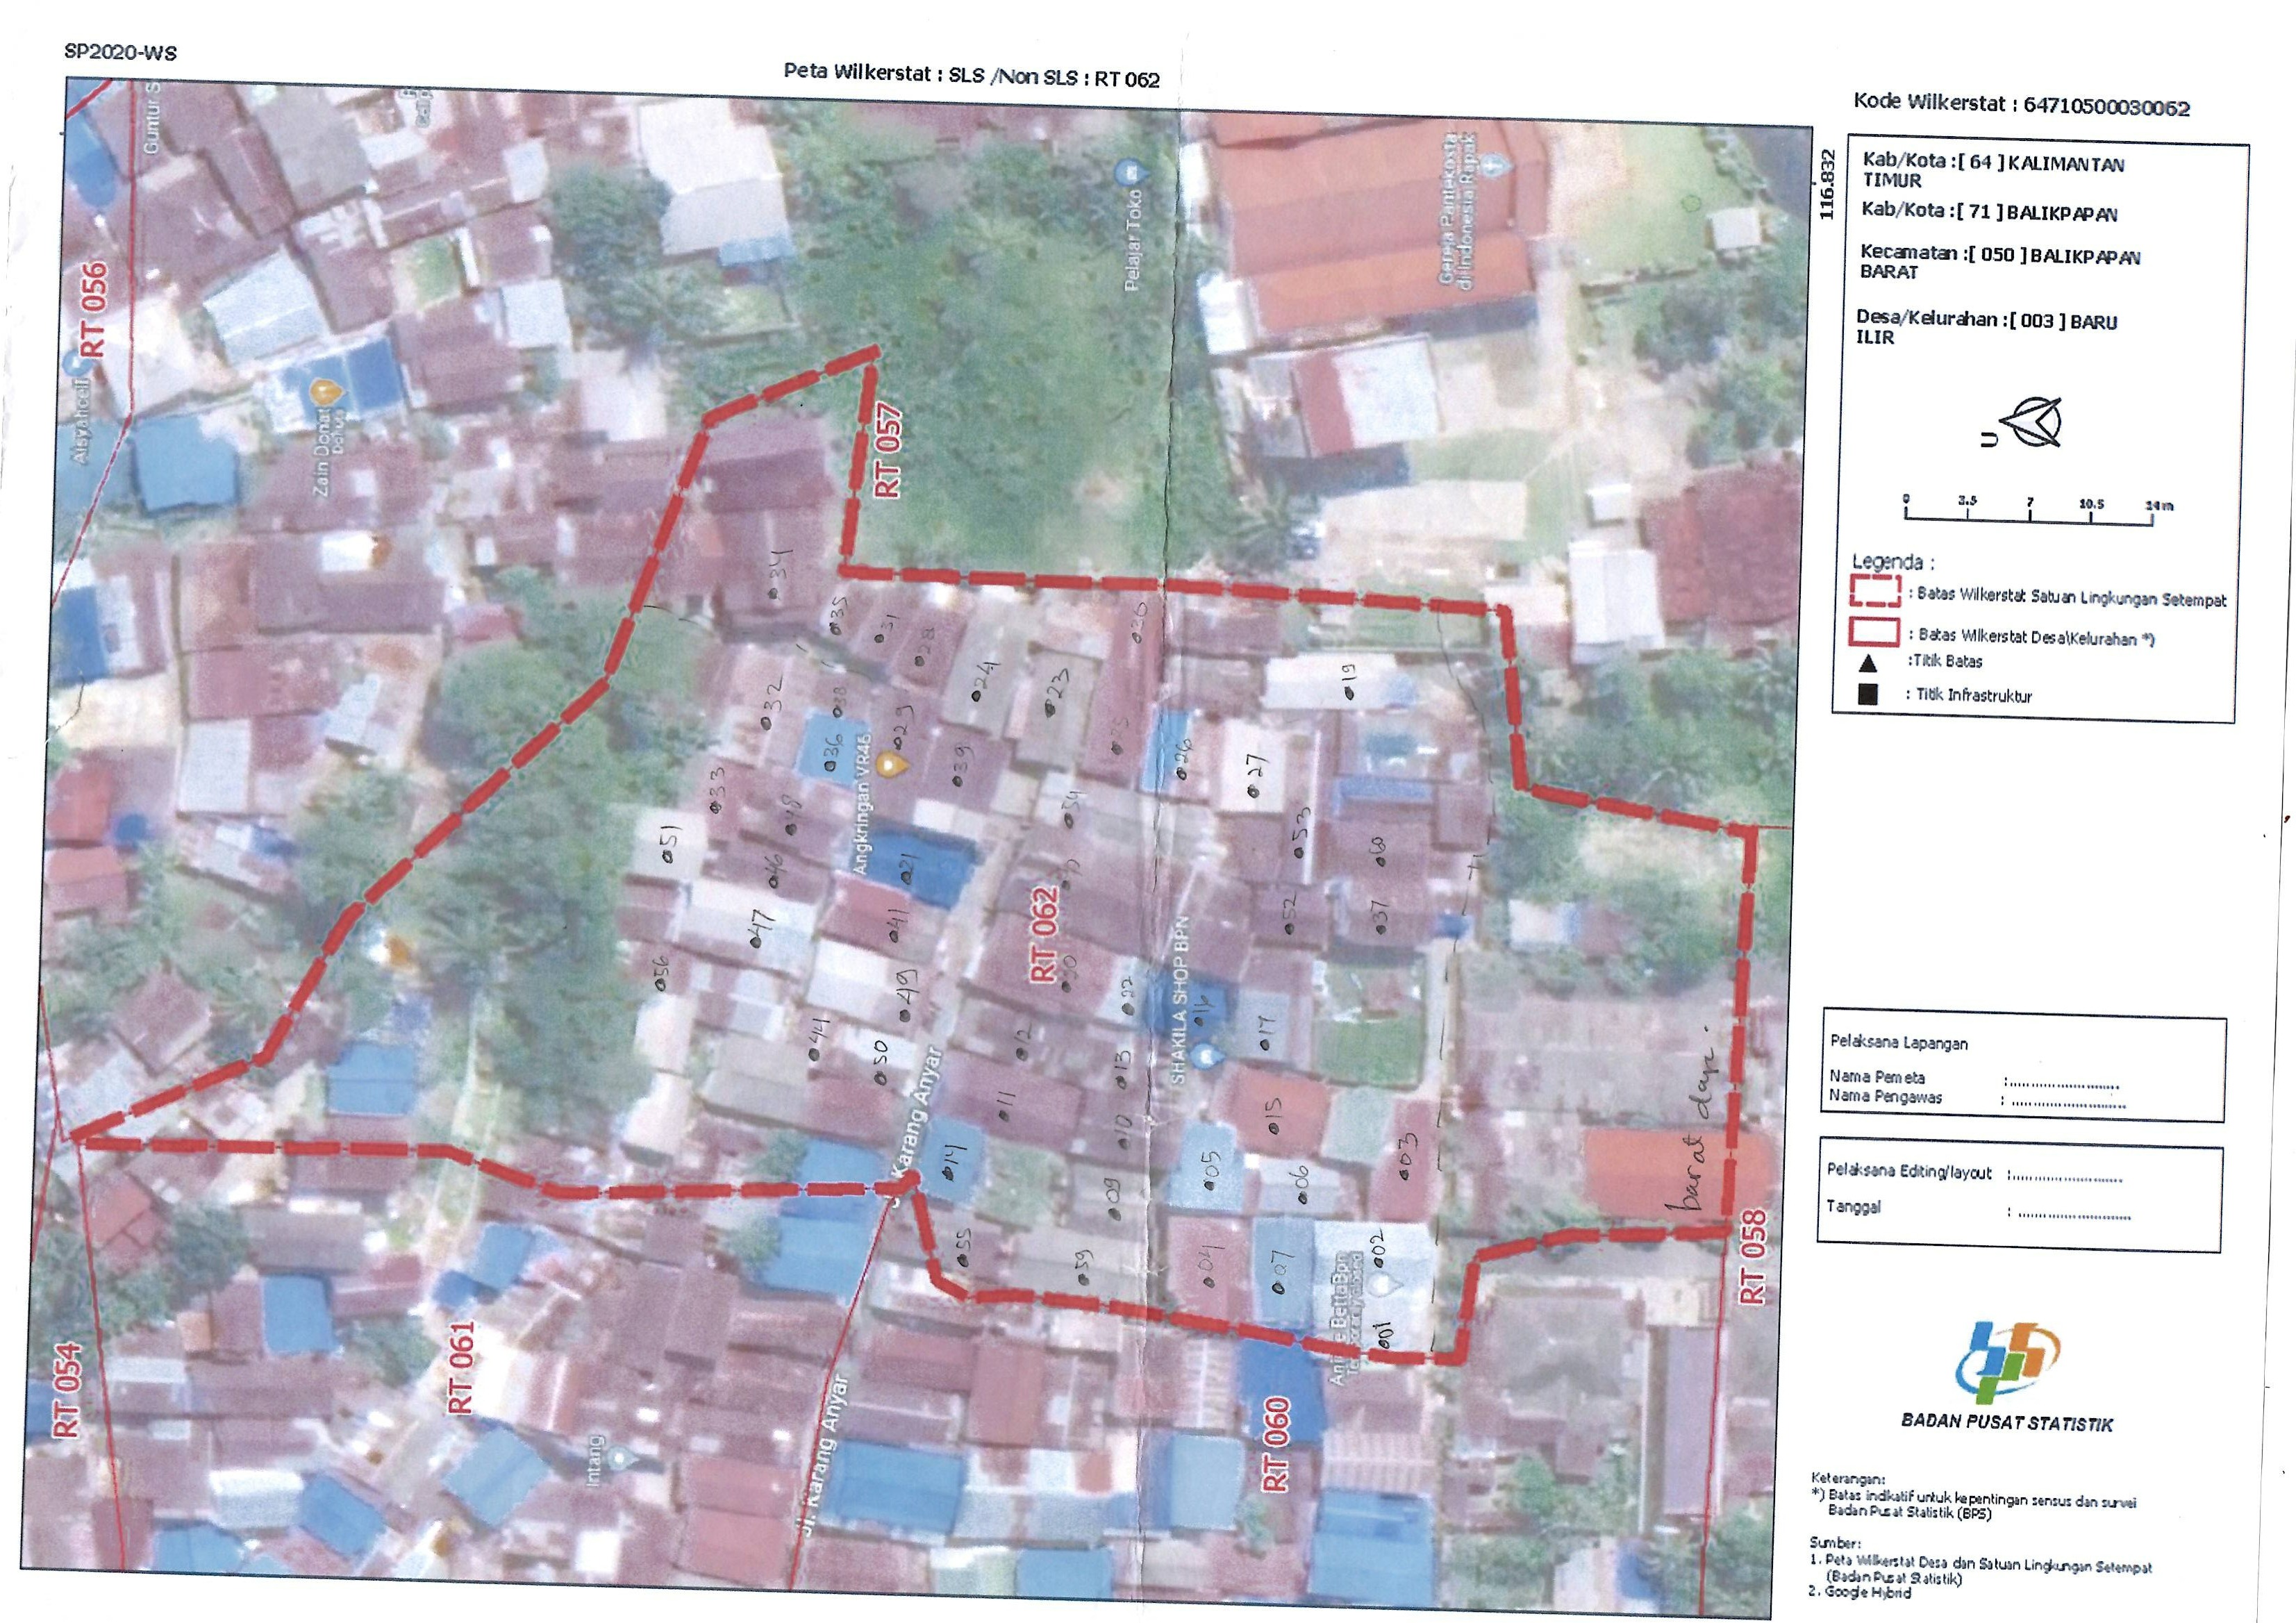 SP2020-WS
Peta Wilkerstat : SLS /Non SLS : RT 062
Kode Wilkerstat : 64710500030062
116.832
Kab/Kota :[ 64 ] KALIMANTAN
TIMUR
Kab/Kota :[ 71 ] BALIKPAPAN
Kecamatan :[ 050 ] BALIKPAPAN
BARAT
Desa/Kelurahan :[ 003 ] BARU
ILIR
U
0 3.5 7 10.5 14 m
Legenda :
: Batas Wilkerstat Satuan Lingkungan Setempat
: Batas Wilkerstat Desa\Kelurahan *)
:Titik Batas
: Titik Infrastruktur
Pelaksana Lapangan
Nama Pemeta :..........................
Nama Pengawas : ..........................
Pelaksana Editing/layout :..........................
Tanggal : ..........................
BADAN PUSAT STATISTIK
Keterangan:
*) Batas indikatif untuk kepentingan sensus dan survei
Badan Pusat Statistik (BPS)
Sumber:
1. Peta Wilkerstat Desa dan Satuan Lingkungan Setempat
(Badan Pusat Statistik)
2. Google Hybrid
Guntur S
RT 056
Aisyahcell
Zain Donat
Donuts
Pelajar Toko
Gereja Pantekosta
di Indonesia Rapak
RT 057
34
35
31
28
24
23
19
32
38
36
29
39
25
26
27
33
48
Angkringan VR46
54
51
46
21
53
60
47
41
RT 062
52
37
56
49
22
SHAKILA SHOP BPN
16
17
44
50
12
13
Jl. Karang Anyar
11
10
15
14
09
05
06
03
55
59
04
07
02
01
barat daya.
RT 058
RT 054
RT 061
RT 060
Intang
Jl. Karang Anyar